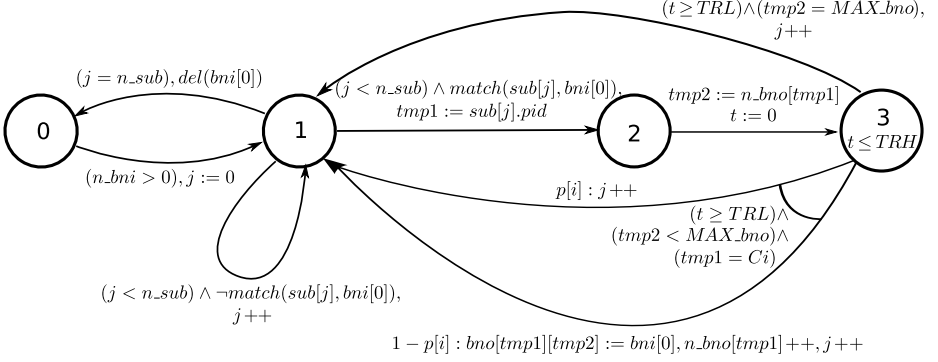 (t ≥ TRL)∧(tmp2 = MAX_bno),
j++
(j = n_sub), del(bni[0])
(j < n_sub) ∧ match(sub[j], bni[0]),
tmp1 := sub[j].pid
tmp2 := n_bno[tmp1]
t := 0
0
1
2
3
t ≤ TRH
(n_bni > 0), j := 0
p[i] : j++
(t ≥ TRL)∧
(tmp2 < MAX_bno)∧
(tmp1 = Ci)
(j < n_sub) ∧ ¬match(sub[j], bni[0]),
j++
1 − p[i] : bno[tmp1][tmp2] := bni[0], n_bno[tmp1]++, j++